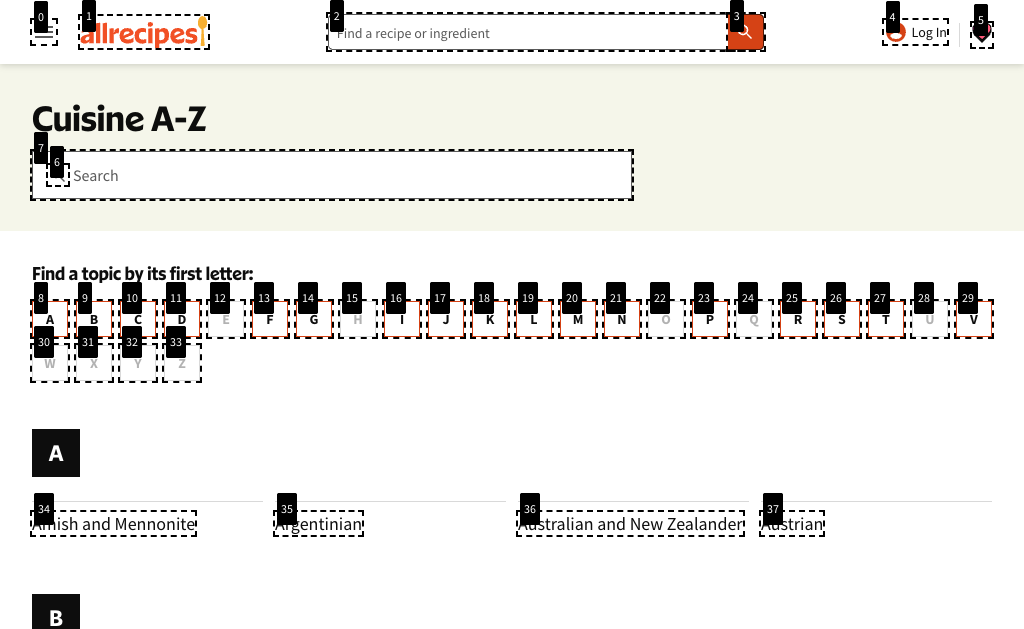 0 1 2 3 4 5
allrecipes
Find a recipe or ingredient
Log In
Cuisine A-Z
7 6
Search
Find a topic by its first letter:
8 9 10 11 12 13 14 15 16 17 18 19 20 21 22 23 24 25 26 27 28 29
A B C D E F G H I J K L M N O P Q R S T U V
30 31 32 33
W X Y Z
A
34 35 36 37
Amish and Mennonite Argentinian Australian and New Zealander Austrian
B